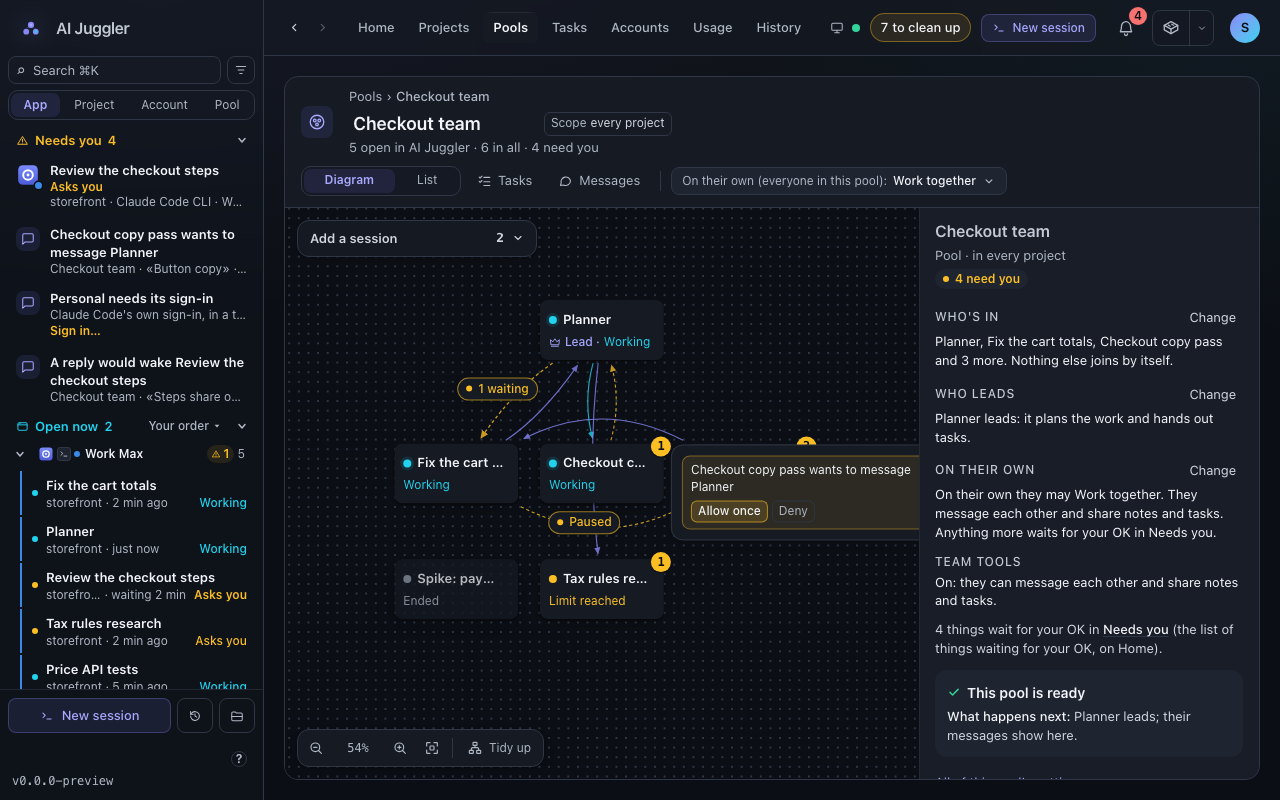 AI Juggler
Search ⌘K
App
Project
Account
Pool
Needs you 4
Review the checkout steps
Asks you
storefront · Claude Code CLI · W…
Checkout copy pass wants to
message Planner
Checkout team · «Button copy» ·…
Personal needs its sign-in
Claude Code's own sign-in, in a t…
Sign in…
A reply would wake Review the
checkout steps
Checkout team · «Steps share o…
Open now 2
Your order
Work Max
1
5
Fix the cart totals
storefront · 2 min ago
Working
Planner
storefront · just now
Working
Review the checkout steps
storefro… · waiting 2 min
Asks you
Tax rules research
storefront · 2 min ago
Asks you
Price API tests
storefront · 5 min ago
Working
New session
?
v0.0.0-preview
Home
Projects
Pools
Tasks
Accounts
Usage
History
7 to clean up
New session
4
S
Pools › Checkout team
Checkout team
Scope every project
5 open in AI Juggler · 6 in all · 4 need you
Diagram
List
Tasks
Messages
On their own (everyone in this pool): Work together
Add a session
2
Planner
Lead · Working
1 waiting
Fix the cart …
Working
1
Checkout c…
Working
Checkout copy pass wants to message
Planner
Allow once
Deny
Paused
Spike: pay…
Ended
1
Tax rules re…
Limit reached
54%
Tidy up
Checkout team
Pool · in every project
4 need you
WHO'S IN
Change
Planner, Fix the cart totals, Checkout copy pass
and 3 more. Nothing else joins by itself.
WHO LEADS
Change
Planner leads: it plans the work and hands out
tasks.
ON THEIR OWN
Change
On their own they may Work together. They
message each other and share notes and tasks.
Anything more waits for your OK in Needs you.
TEAM TOOLS
On: they can message each other and share notes
and tasks.
4 things wait for your OK in Needs you (the list of
things waiting for your OK, on Home).
This pool is ready
What happens next: Planner leads; their
messages show here.